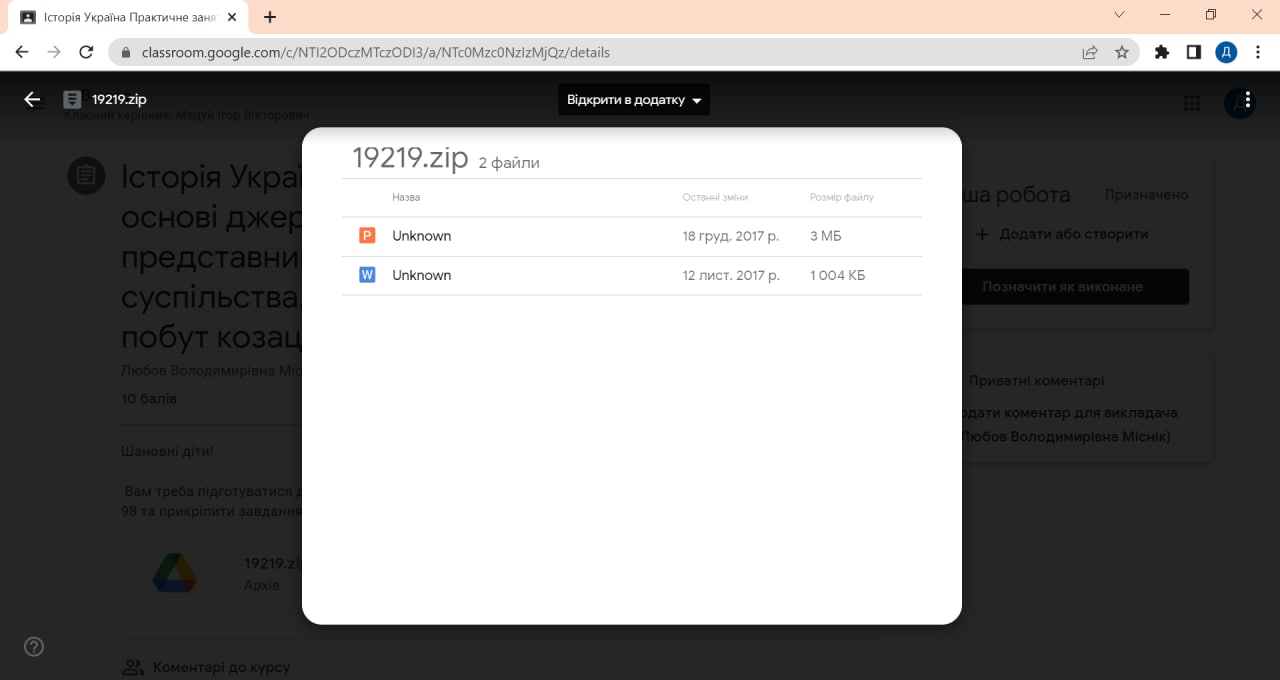 Історія Україна Практичне заня
classroom.google.com/c/NTI2ODczMTczODI3/a/NTc0Mzc0NzIzMjQz/details
Д
19219.zip
Відкрити в додатку
Класний керівник: Мацуй Ігор Вікторович
19219.zip 2 файли
Назва Останні зміни Розмір файлу
P Unknown 18 груд. 2017 р. 3 МБ
W Unknown 12 лист. 2017 р. 1 004 КБ
Історія Украї
основі джер
представни
суспільства.
побут козац
Любов Володимирівна Міс
10 балів
Шановні діти!
Вам треба підготуватися д
98 та прикріпити завдання
19219.zi
Архів
Коментарі до курсу
ша робота Призначено
+ Додати або створити
Позначити як виконане
Приватні коментарі
одати коментар для викладача
Любов Володимирівна Міснік)